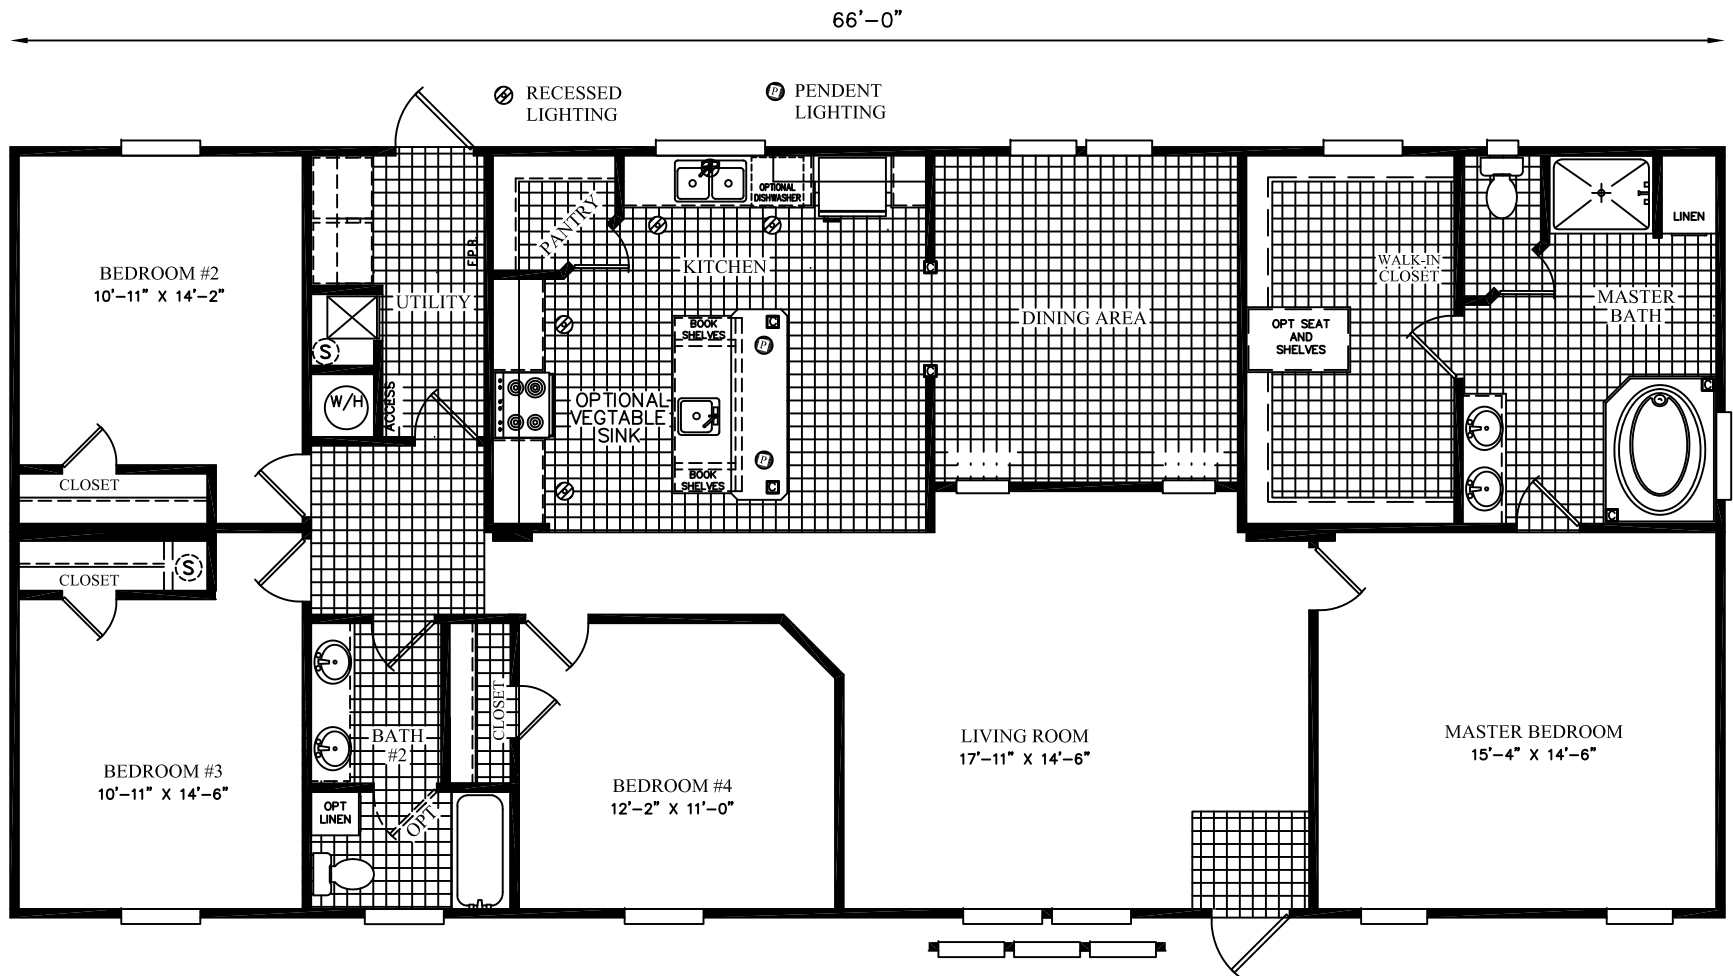 66'-0"
RECESSED
LIGHTING
P
PENDENT
LIGHTING
BEDROOM #2
10'-11" X 14'-2"
CLOSET
UTILITY
F.P.B.
S
W/H
ACCESS
PANTRY
OPTIONAL
DISHWASHER
KITCHEN
BOOK
SHELVES
C
P
OPTIONAL
VEGTABLE
SINK
P
BOOK
SHELVES
C
C
C
DINING AREA
WALK-IN
CLOSET
OPT SEAT
AND
SHELVES
LINEN
MASTER
BATH
C
C
CLOSET
S
BEDROOM #3
10'-11" X 14'-6"
BATH
#2
OPT
LINEN
OPT
CLOSET
BEDROOM #4
12'-2" X 11'-0"
LIVING ROOM
17'-11" X 14'-6"
MASTER BEDROOM
15'-4" X 14'-6"